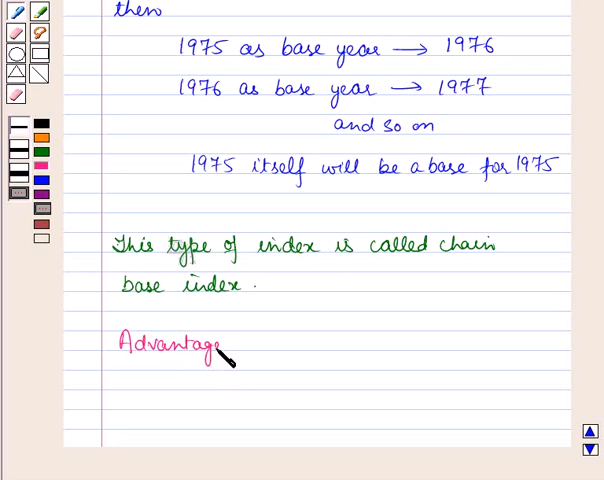 then
1975 as base year → 1976
1976 as base year → 1977
and so on
1975 itself will be a base for 1975
This type of index is called chain
base index.
Advantag